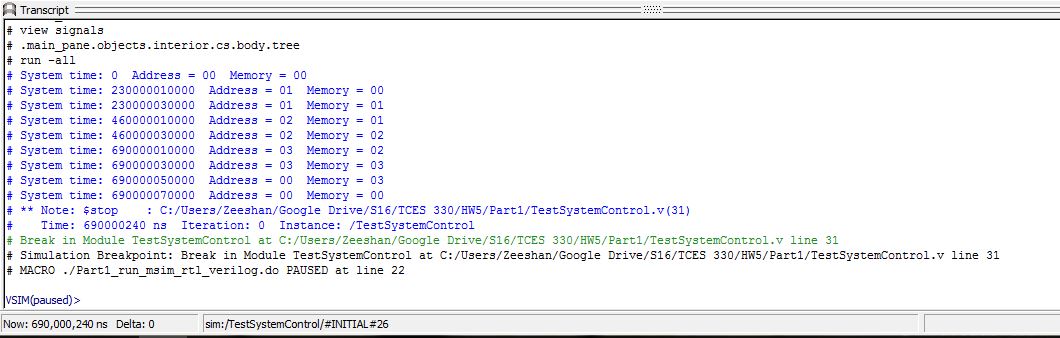 Transcript
# view signals
# .main_pane.objects.interior.cs.body.tree
# run -all
# System time: 0  Address = 00  Memory = 00
# System time: 230000010000  Address = 01  Memory = 00
# System time: 230000030000  Address = 01  Memory = 01
# System time: 460000010000  Address = 02  Memory = 01
# System time: 460000030000  Address = 02  Memory = 02
# System time: 690000010000  Address = 03  Memory = 02
# System time: 690000030000  Address = 03  Memory = 03
# System time: 690000050000  Address = 00  Memory = 03
# System time: 690000070000  Address = 00  Memory = 00
# ** Note: $stop    : C:/Users/Zeeshan/Google Drive/S16/TCES 330/HW5/Part1/TestSystemControl.v(31)
#    Time: 690000240 ns  Iteration: 0  Instance: /TestSystemControl
# Break in Module TestSystemControl at C:/Users/Zeeshan/Google Drive/S16/TCES 330/HW5/Part1/TestSystemControl.v line 31
# Simulation Breakpoint: Break in Module TestSystemControl at C:/Users/Zeeshan/Google Drive/S16/TCES 330/HW5/Part1/TestSystemControl.v line 31
# MACRO ./Part1_run_msim_rtl_verilog.do PAUSED at line 22
VSIM(paused)>
Now: 690,000,240 ns  Delta: 0  sim:/TestSystemControl/#INITIAL#26